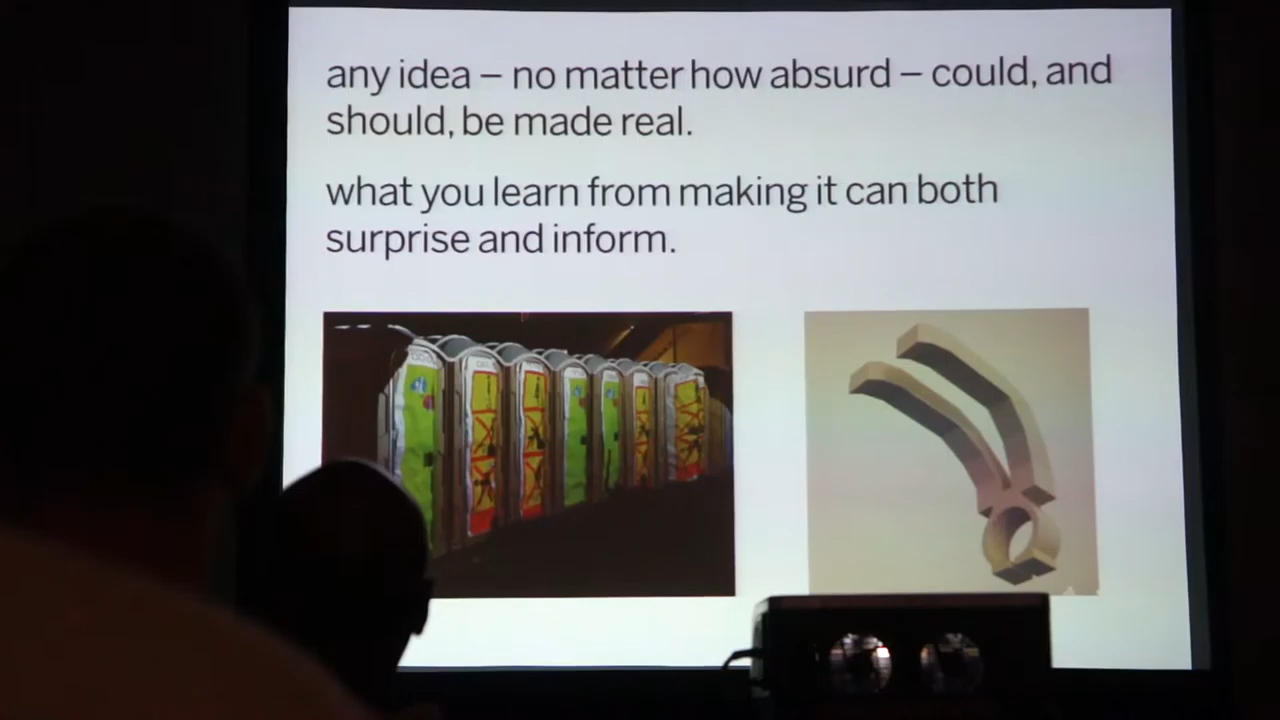 any idea – no matter how absurd – could, and
should, be made real.
what you learn from making it can both
surprise and inform.